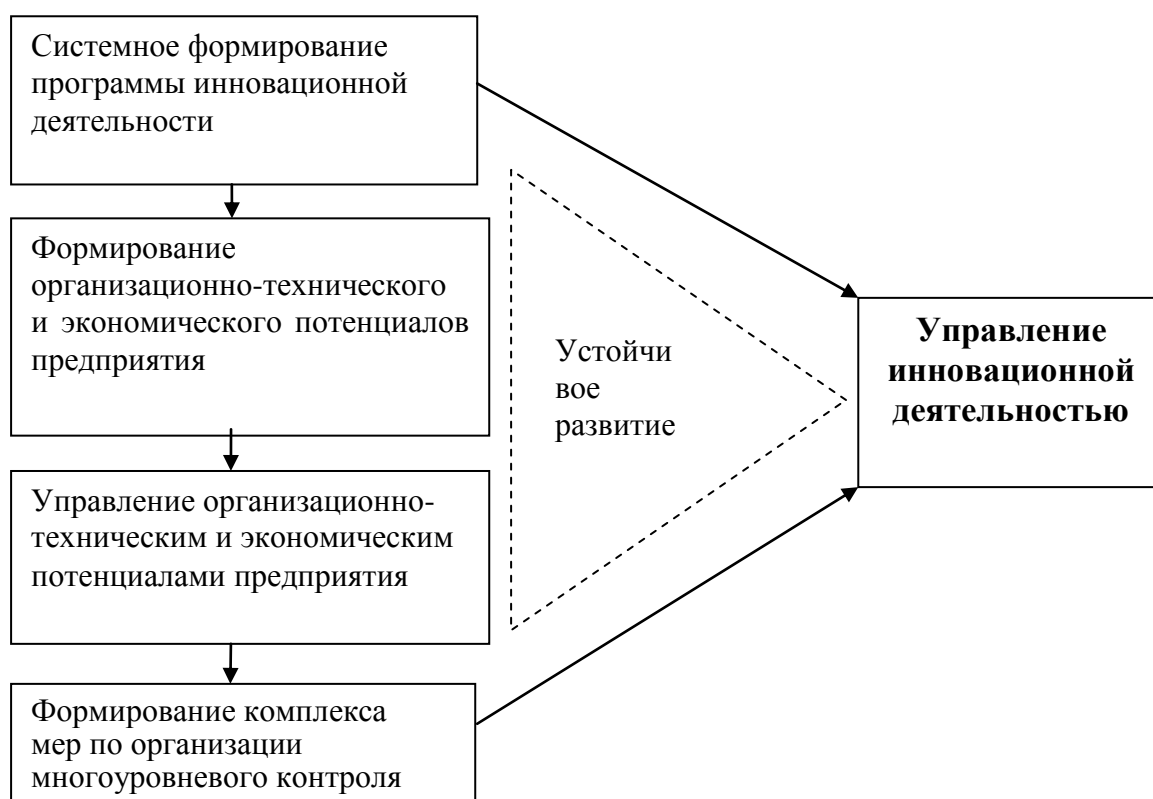 Системное формирование
программы инновационной
деятельности
Формирование
организационно-технического
и экономического потенциалов
предприятия
Управление организационно-
техническим и экономическим
потенциалами предприятия
Формирование комплекса
мер по организации
многоуровневого контроля
Устойчи
вое
развитие
Управление
инновационной
деятельностью